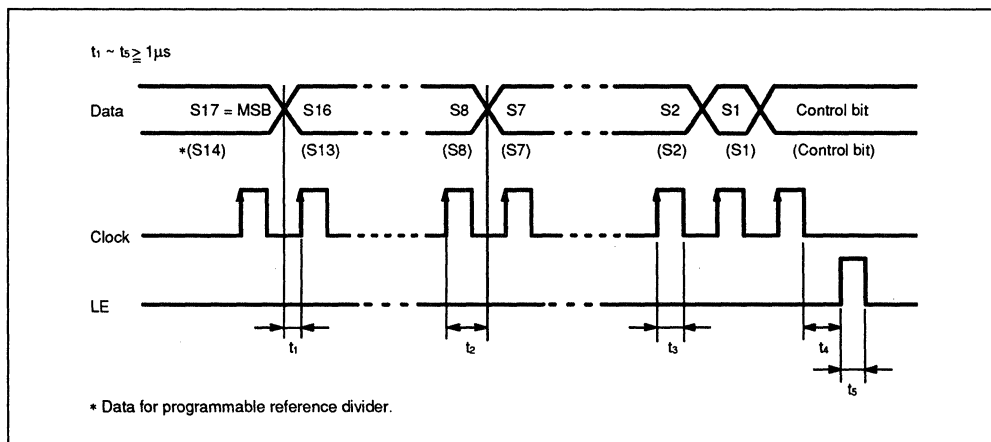 t1 ~ t5 ≧ 1µs
Data
S17 = MSB S16 S8 S7 S2 S1 Control bit
*(S14) (S13) (S8) (S7) (S2) (S1) (Control bit)
Clock
LE
t1 t2 t3 t4
t5
* Data for programmable reference divider.